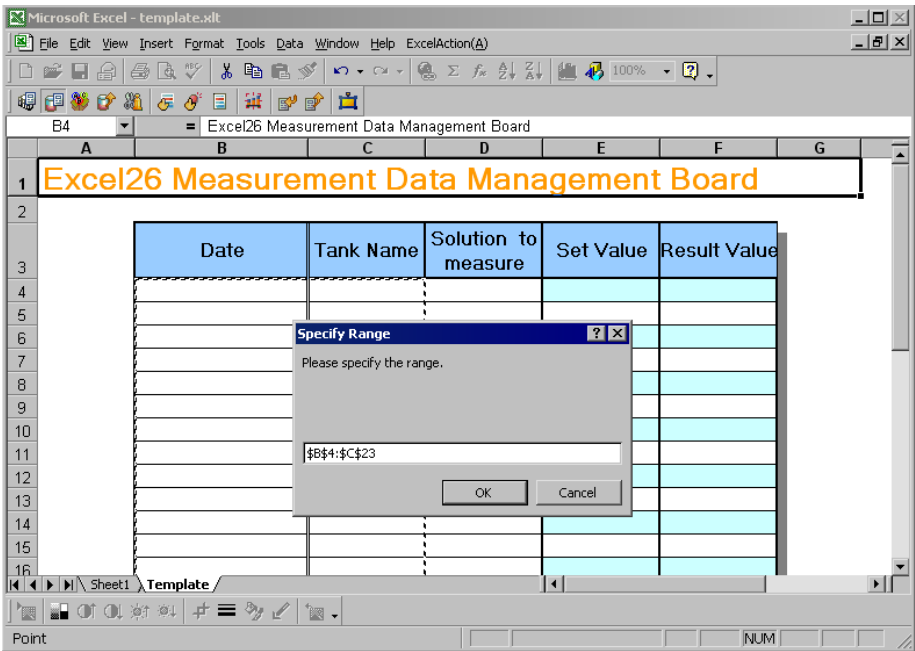 Microsoft Excel - template.xlt
File Edit View Insert Format Tools Data Window Help ExcelAction(A)
100%
B4 = Excel26 Measurement Data Management Board
A B C D E F G
1 Excel26 Measurement Data Management Board
2
3 Date Tank Name Solution to measure Set Value Result Value
4
5
6
7
8
9
10
11
12
13
14
15
16
Specify Range
Please specify the range.
$B$4:$C$23
OK Cancel
Sheet1 Template
Point NUM